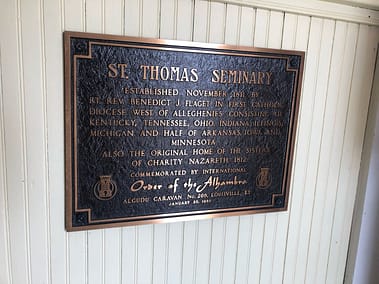 ST. THOMAS SEMINARY
ESTABLISHED NOVEMBER 1811 BY
RT. REV. BENEDICT J. FLAGET IN FIRST CATHOLIC
DIOCESE WEST OF ALLEGHENIES CONSISTING OF
KENTUCKY, TENNESSEE, OHIO, INDIANA, ILLINOIS,
MICHIGAN AND HALF OF ARKANSAS, IOWA AND
MINNESOTA
ALSO THE ORIGINAL HOME OF THE SISTERS
OF CHARITY NAZARETH 1812
COMMEMORATED BY INTERNATIONAL
Order of the Alhambra
ALGUDU CARAVAN No. 209, LOUISVILLE, KY.
JANUARY